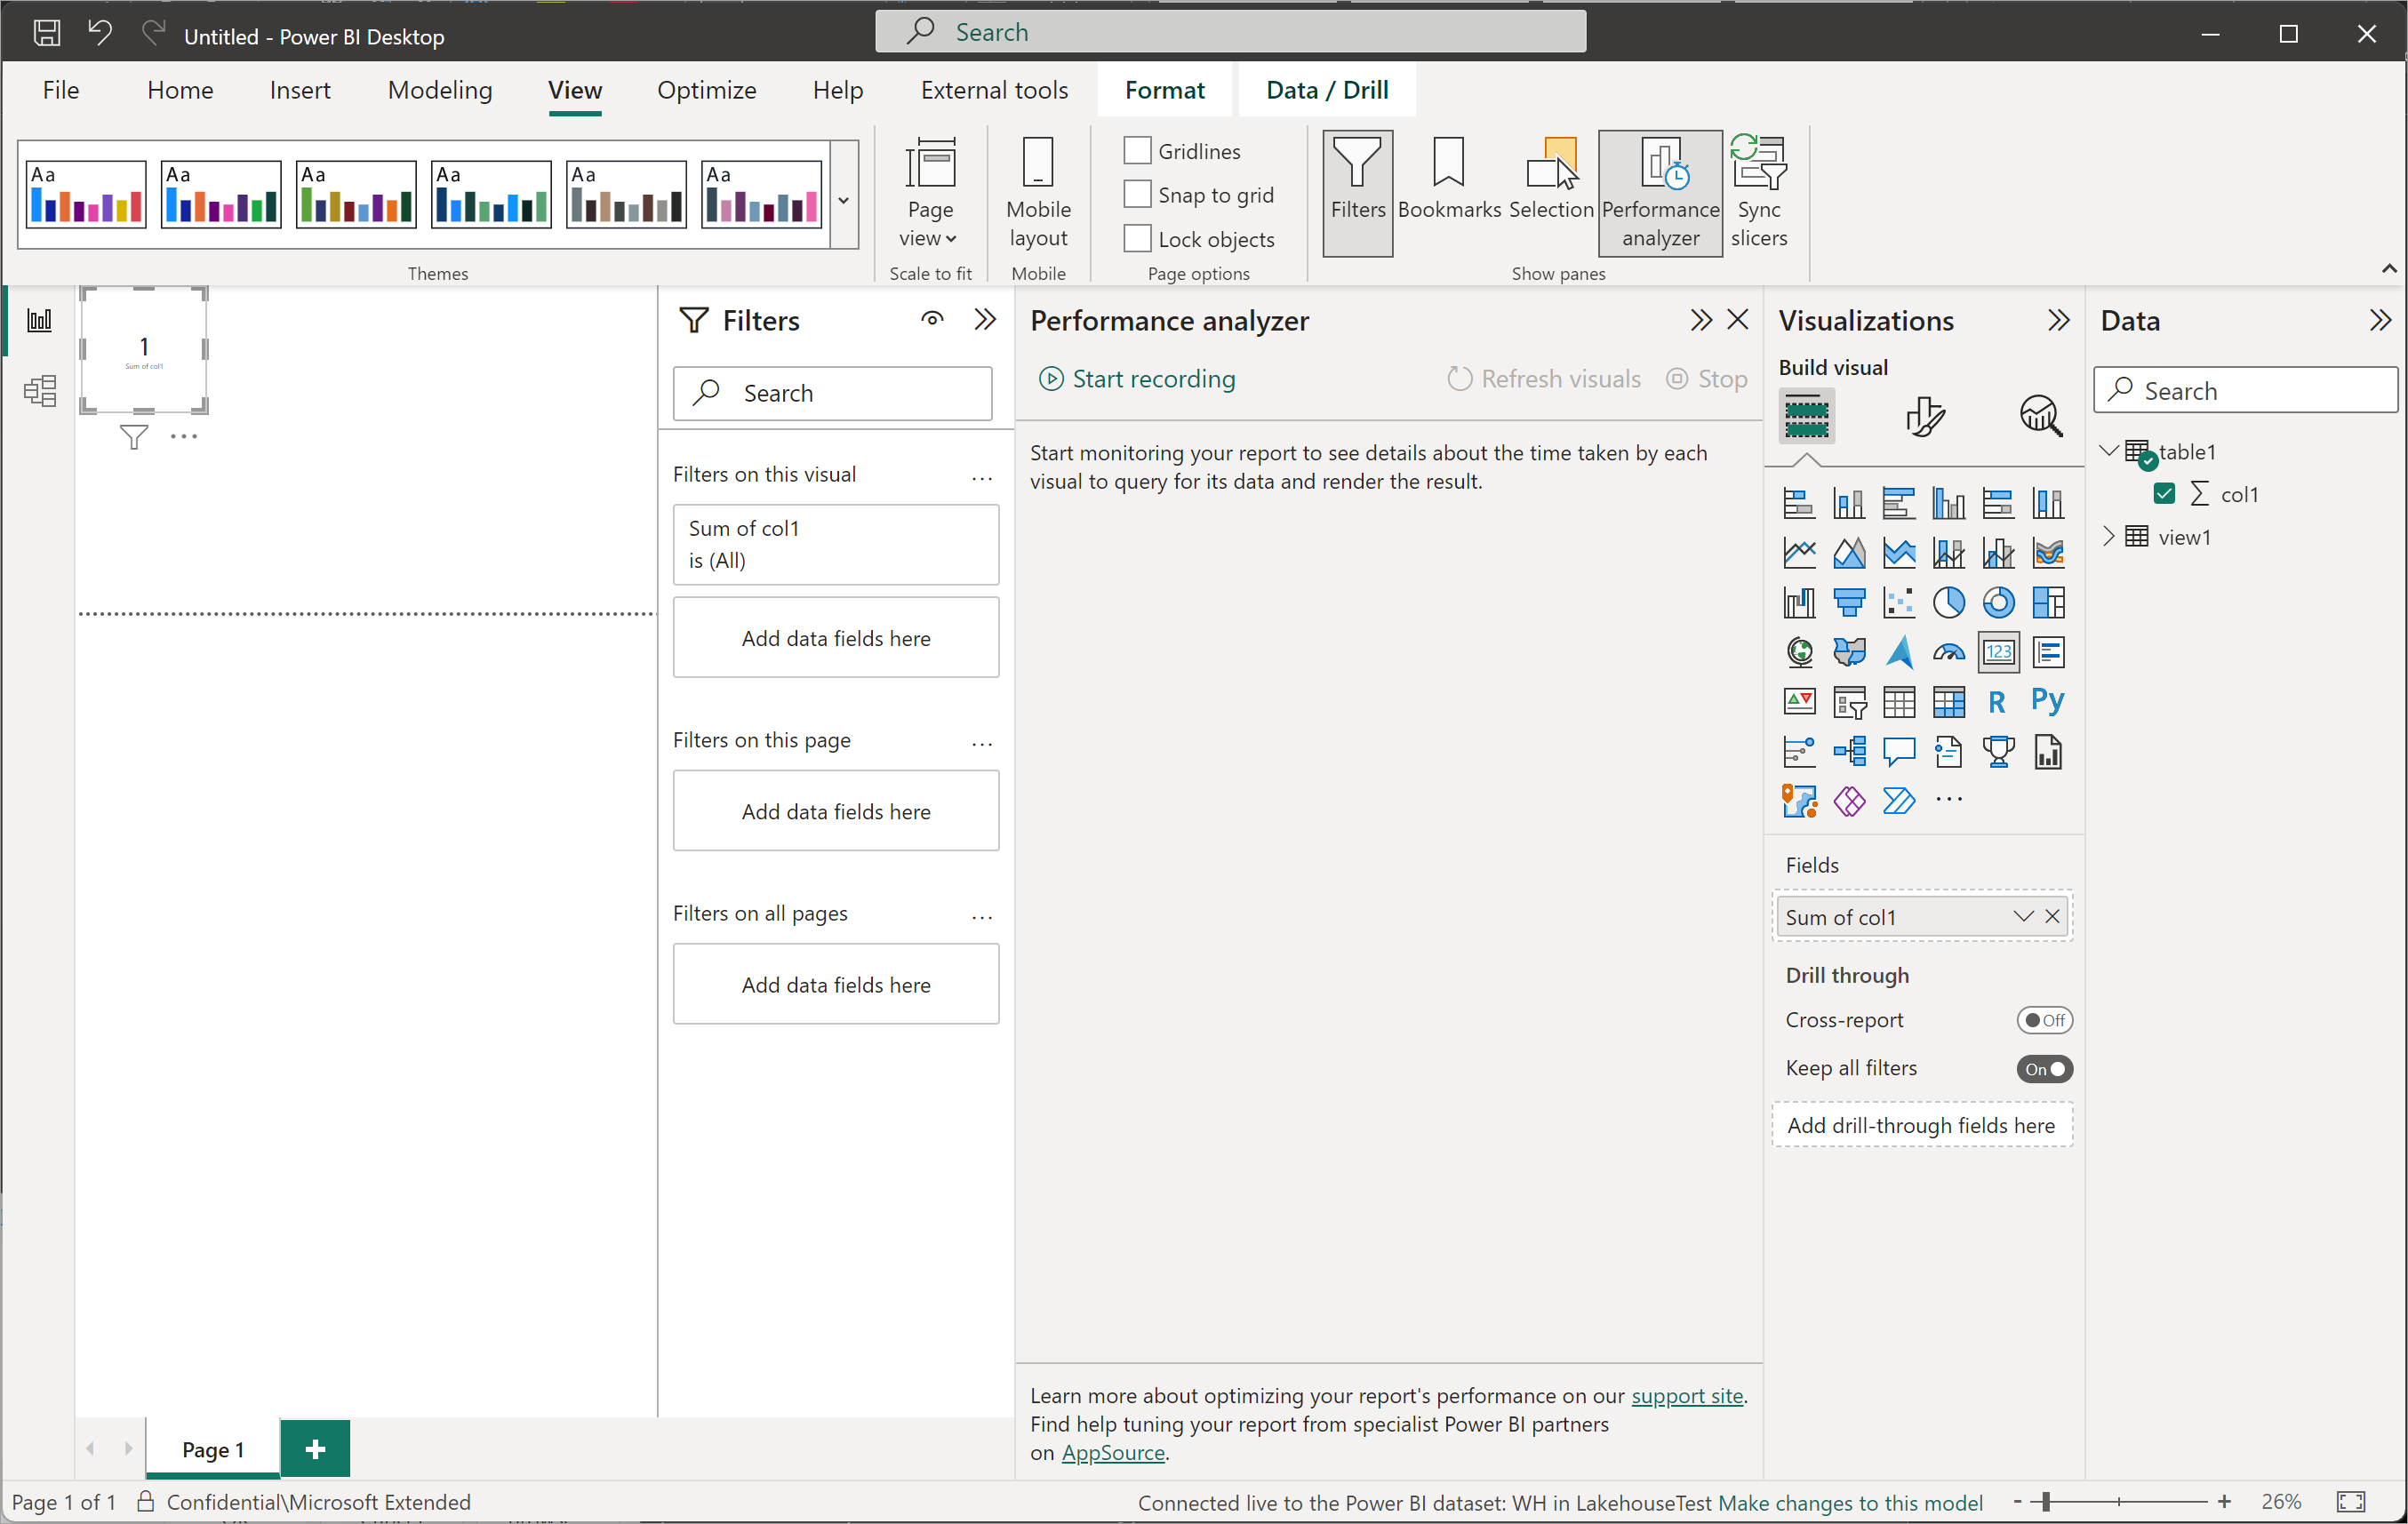 Untitled - Power BI Desktop
Search
File
Home
Insert
Modeling
View
Optimize
Help
External tools
Format
Data / Drill
Aa
Aa
Aa
Aa
Aa
Aa
Themes
Page
view
Scale to fit
Mobile
layout
Mobile
Gridlines
Snap to grid
Lock objects
Page options
Filters
Bookmarks
Selection
Performance
analyzer
Sync
slicers
Show panes
1
Sum of col1
Filters
Search
Filters on this visual
...
Sum of col1
is (All)
Add data fields here
Filters on this page
...
Add data fields here
Filters on all pages
...
Add data fields here
Performance analyzer
Start recording
Refresh visuals
Stop
Start monitoring your report to see details about the time taken by each
visual to query for its data and render the result.
Learn more about optimizing your report's performance on our support site.
Find help tuning your report from specialist Power BI partners
on AppSource.
Visualizations
Build visual
123
R
Py
...
Fields
Sum of col1
Drill through
Cross-report
Off
Keep all filters
On
Add drill-through fields here
Data
Search
table1
col1
view1
Page 1
Page 1 of 1
Confidential\Microsoft Extended
Connected live to the Power BI dataset: WH in LakehouseTest Make changes to this model
- + 26%